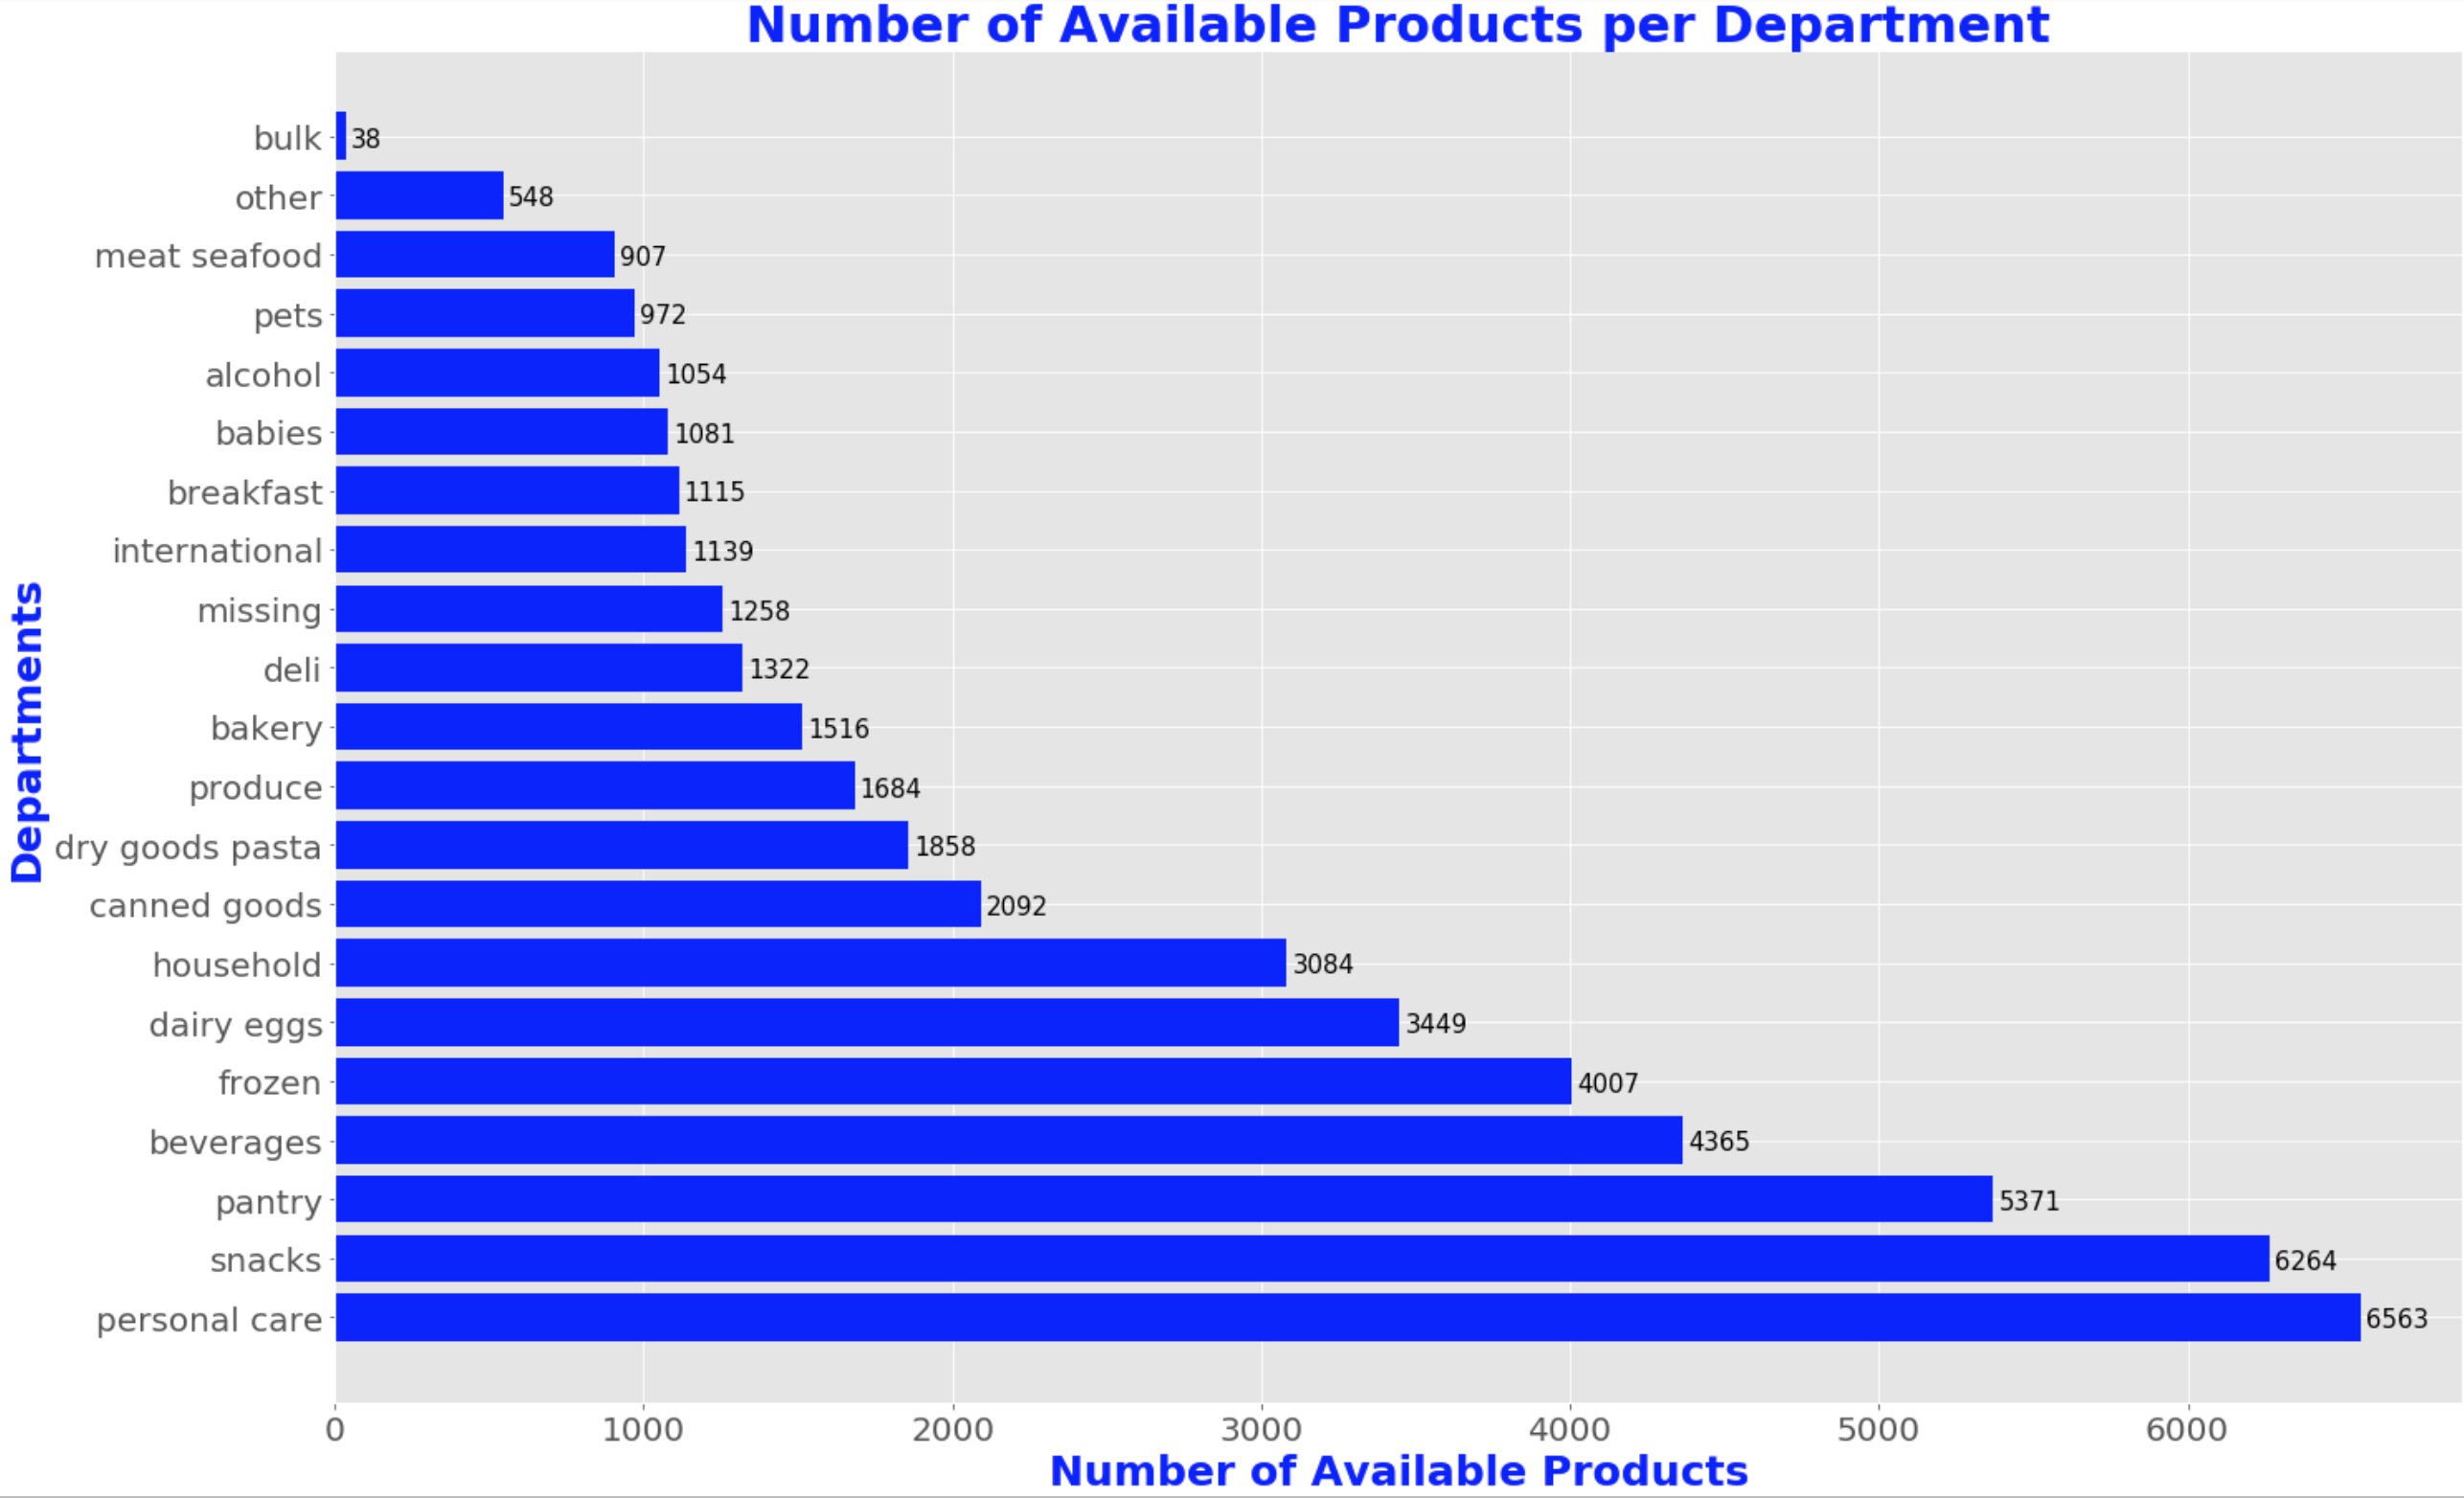 Number of Available Products per Department
Departments
bulk 38
other 548
meat seafood 907
pets 972
alcohol 1054
babies 1081
breakfast 1115
international 1139
missing 1258
deli 1322
bakery 1516
produce 1684
dry goods pasta 1858
canned goods 2092
household 3084
dairy eggs 3449
frozen 4007
beverages 4365
pantry 5371
snacks 6264
personal care 6563
0 1000 2000 3000 4000 5000 6000
Number of Available Products